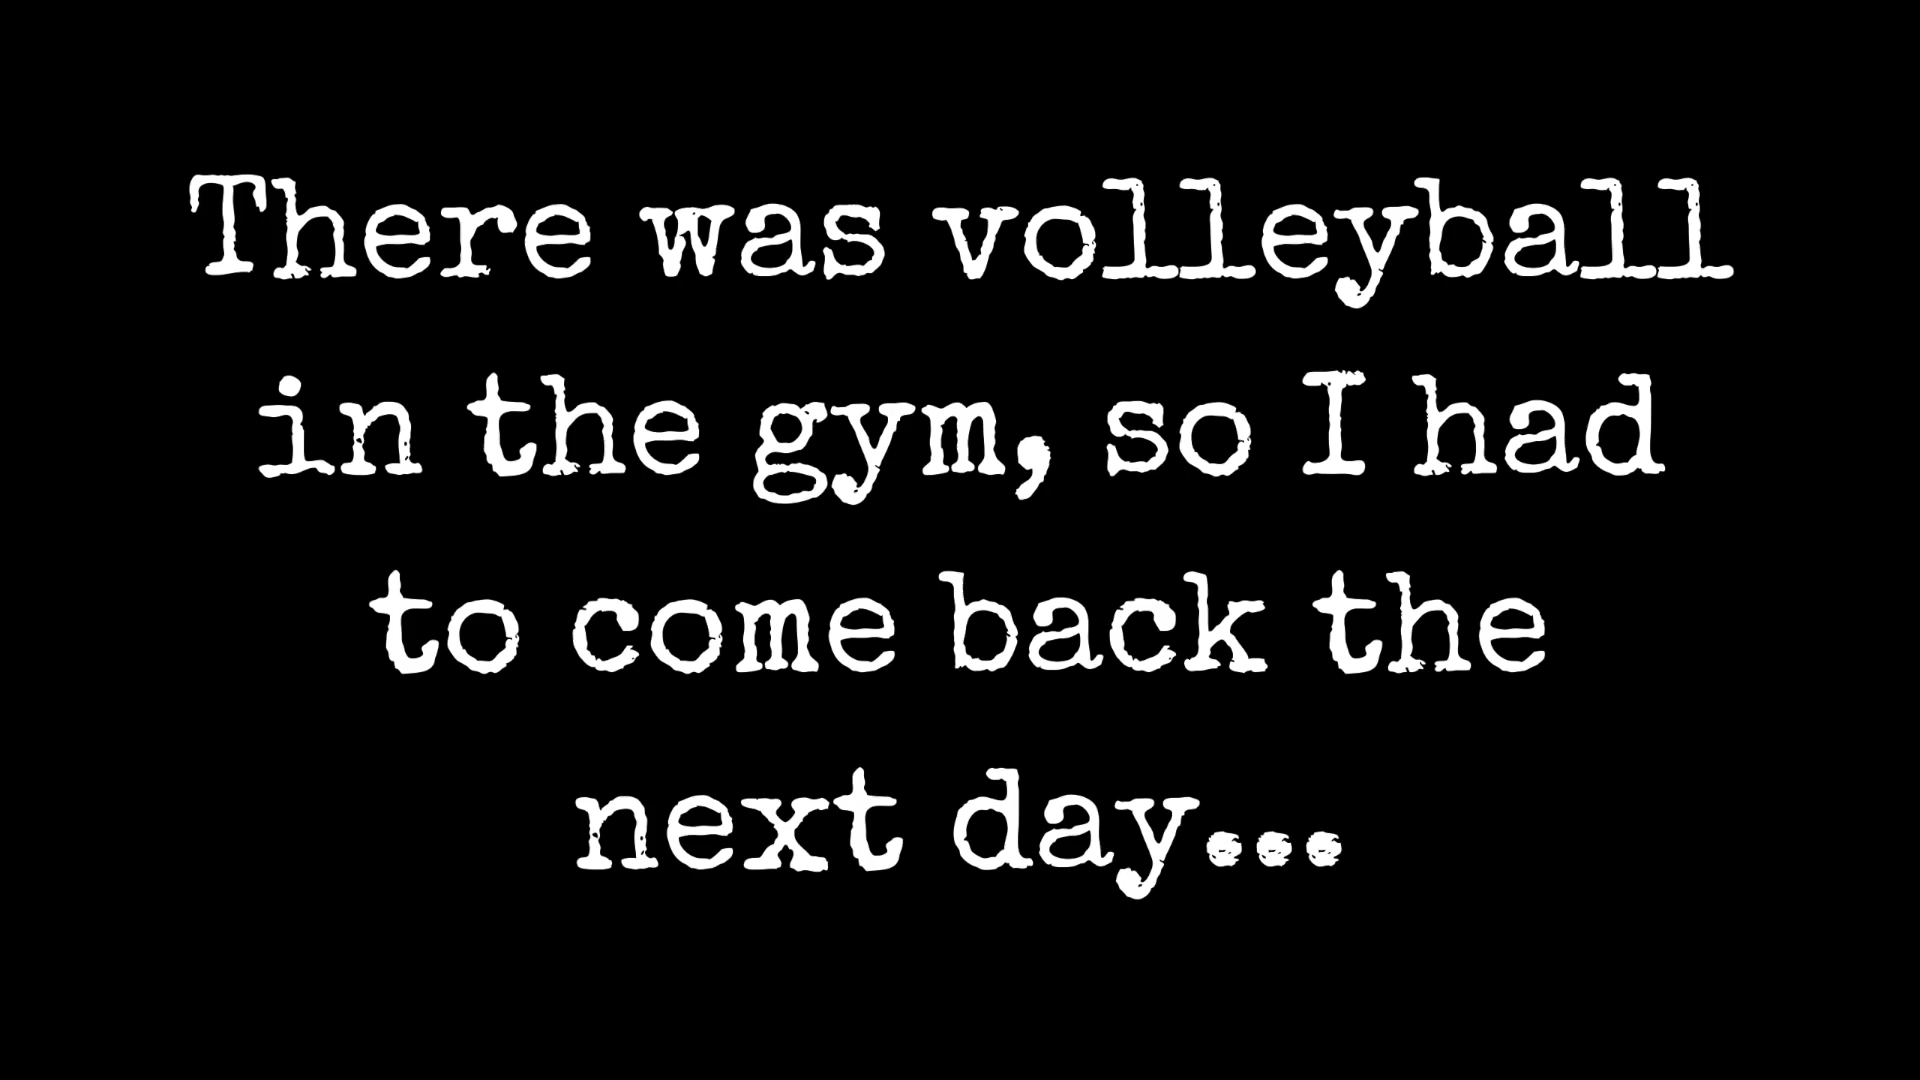 There was volleyball
in the gym, so I had
to come back the
next day...